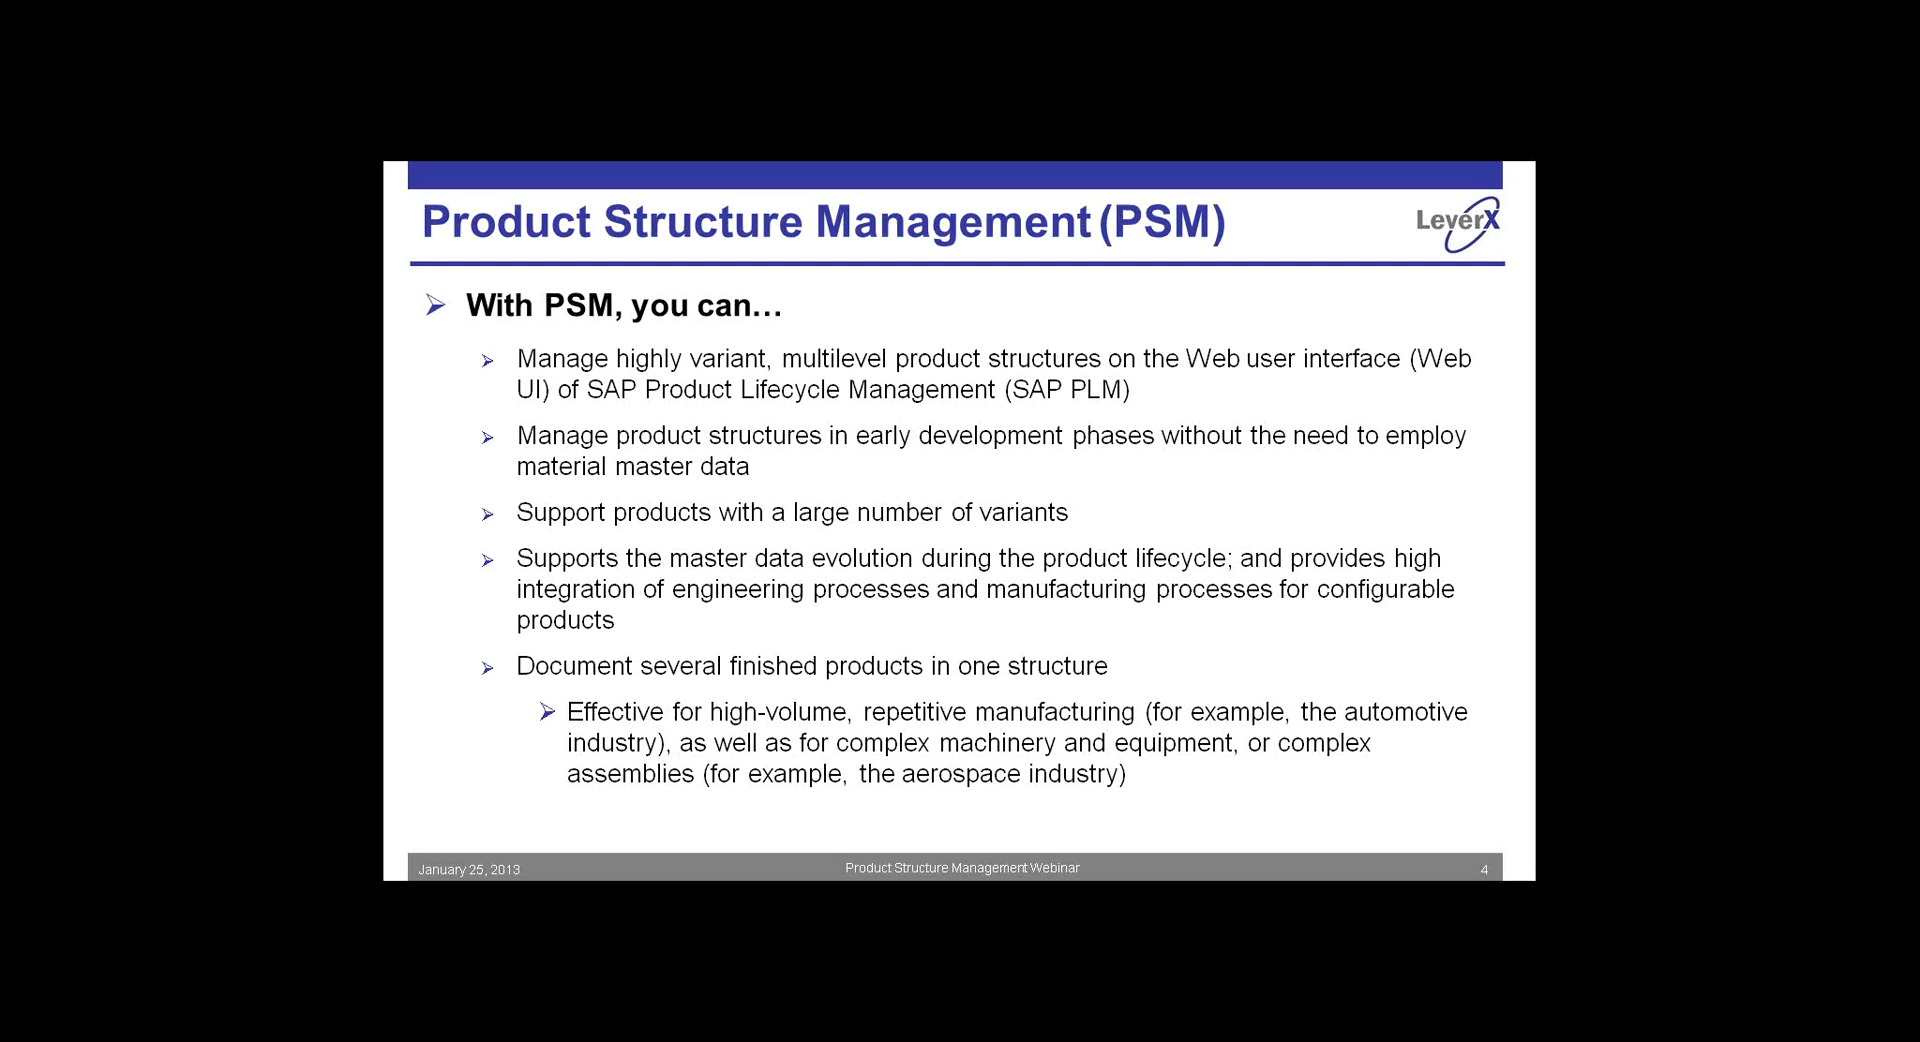 Product Structure Management (PSM)
LeverX
With PSM, you can…
Manage highly variant, multilevel product structures on the Web user interface (Web
UI) of SAP Product Lifecycle Management (SAP PLM)
Manage product structures in early development phases without the need to employ
material master data
Support products with a large number of variants
Supports the master data evolution during the product lifecycle; and provides high
integration of engineering processes and manufacturing processes for configurable
products
Document several finished products in one structure
Effective for high-volume, repetitive manufacturing (for example, the automotive
industry), as well as for complex machinery and equipment, or complex
assemblies (for example, the aerospace industry)
January 25, 2013
Product Structure Management Webinar
4